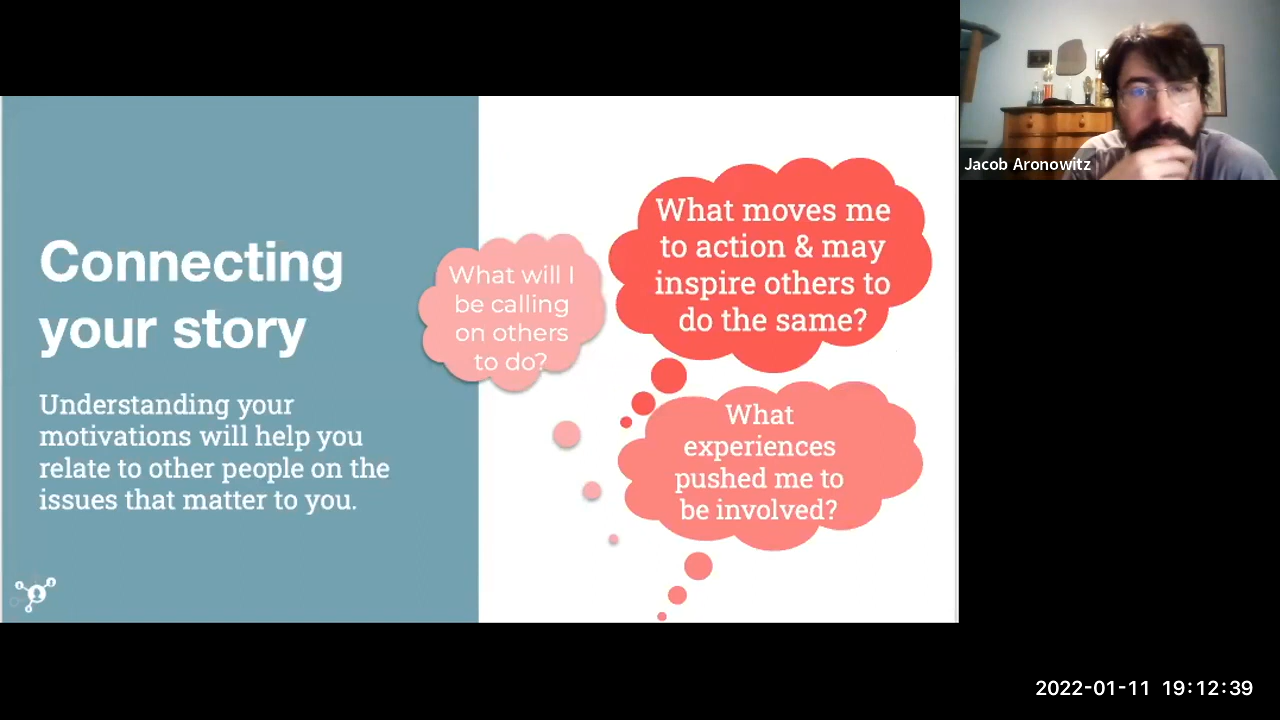 Connecting
your story
Understanding your
motivations will help you
relate to other people on the
issues that matter to you.
What will I
be calling
on others
to do?
What moves me
to action & may
inspire others to
do the same?
What
experiences
pushed me to
be involved?
Jacob Aronowitz
2022-01-11 19:12:39